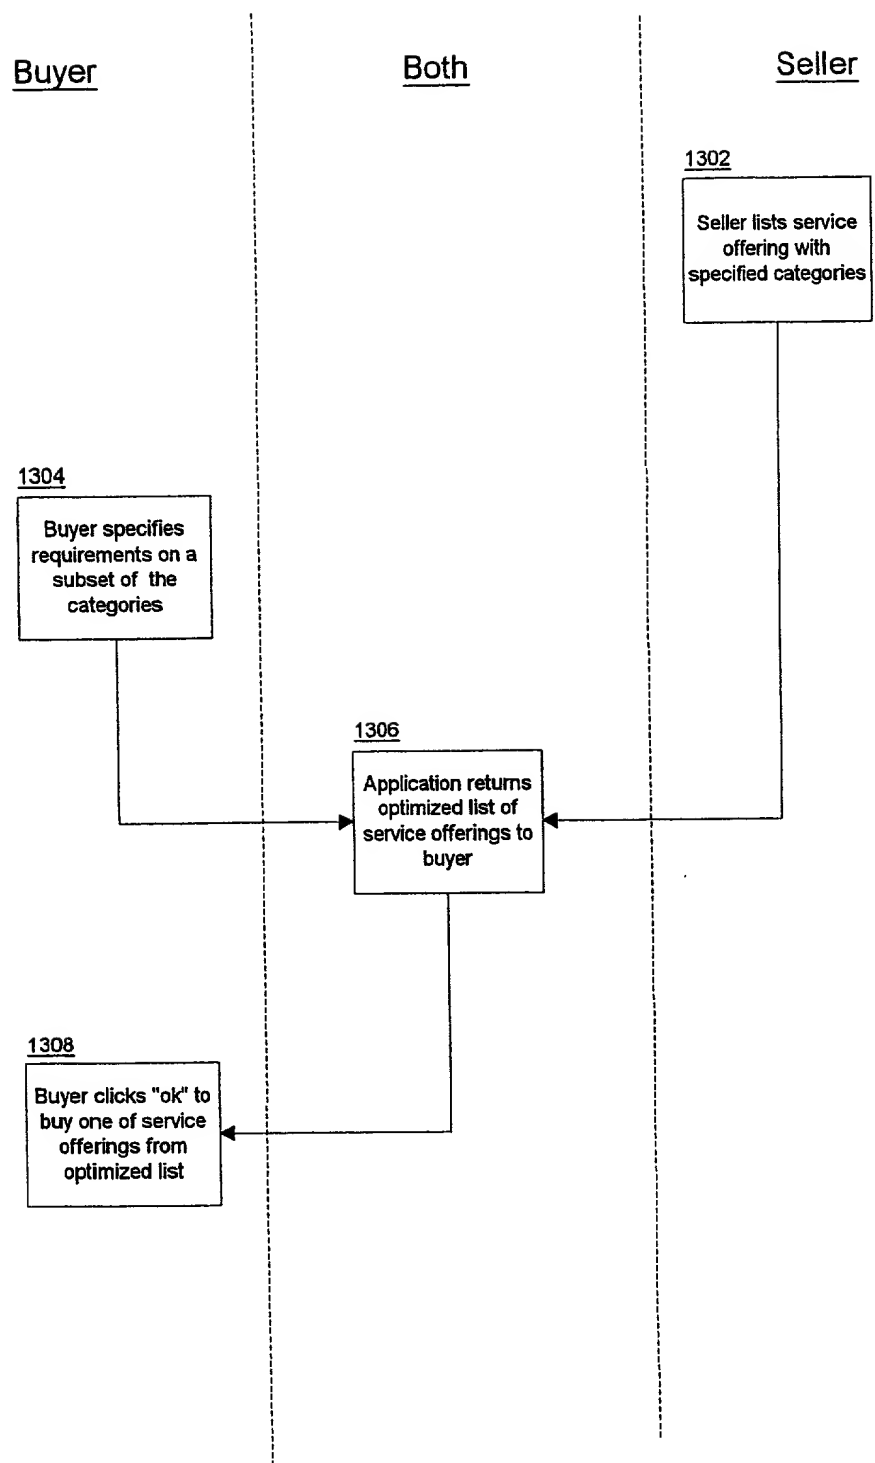 Buyer
Both
Seller
1302
Seller lists service
offering with
specified categories
1304
Buyer specifies
requirements on a
subset of the
categories
1306
Application returns
optimized list of
service offerings to
buyer
1308
Buyer clicks "ok" to
buy one of service
offerings from
optimized list